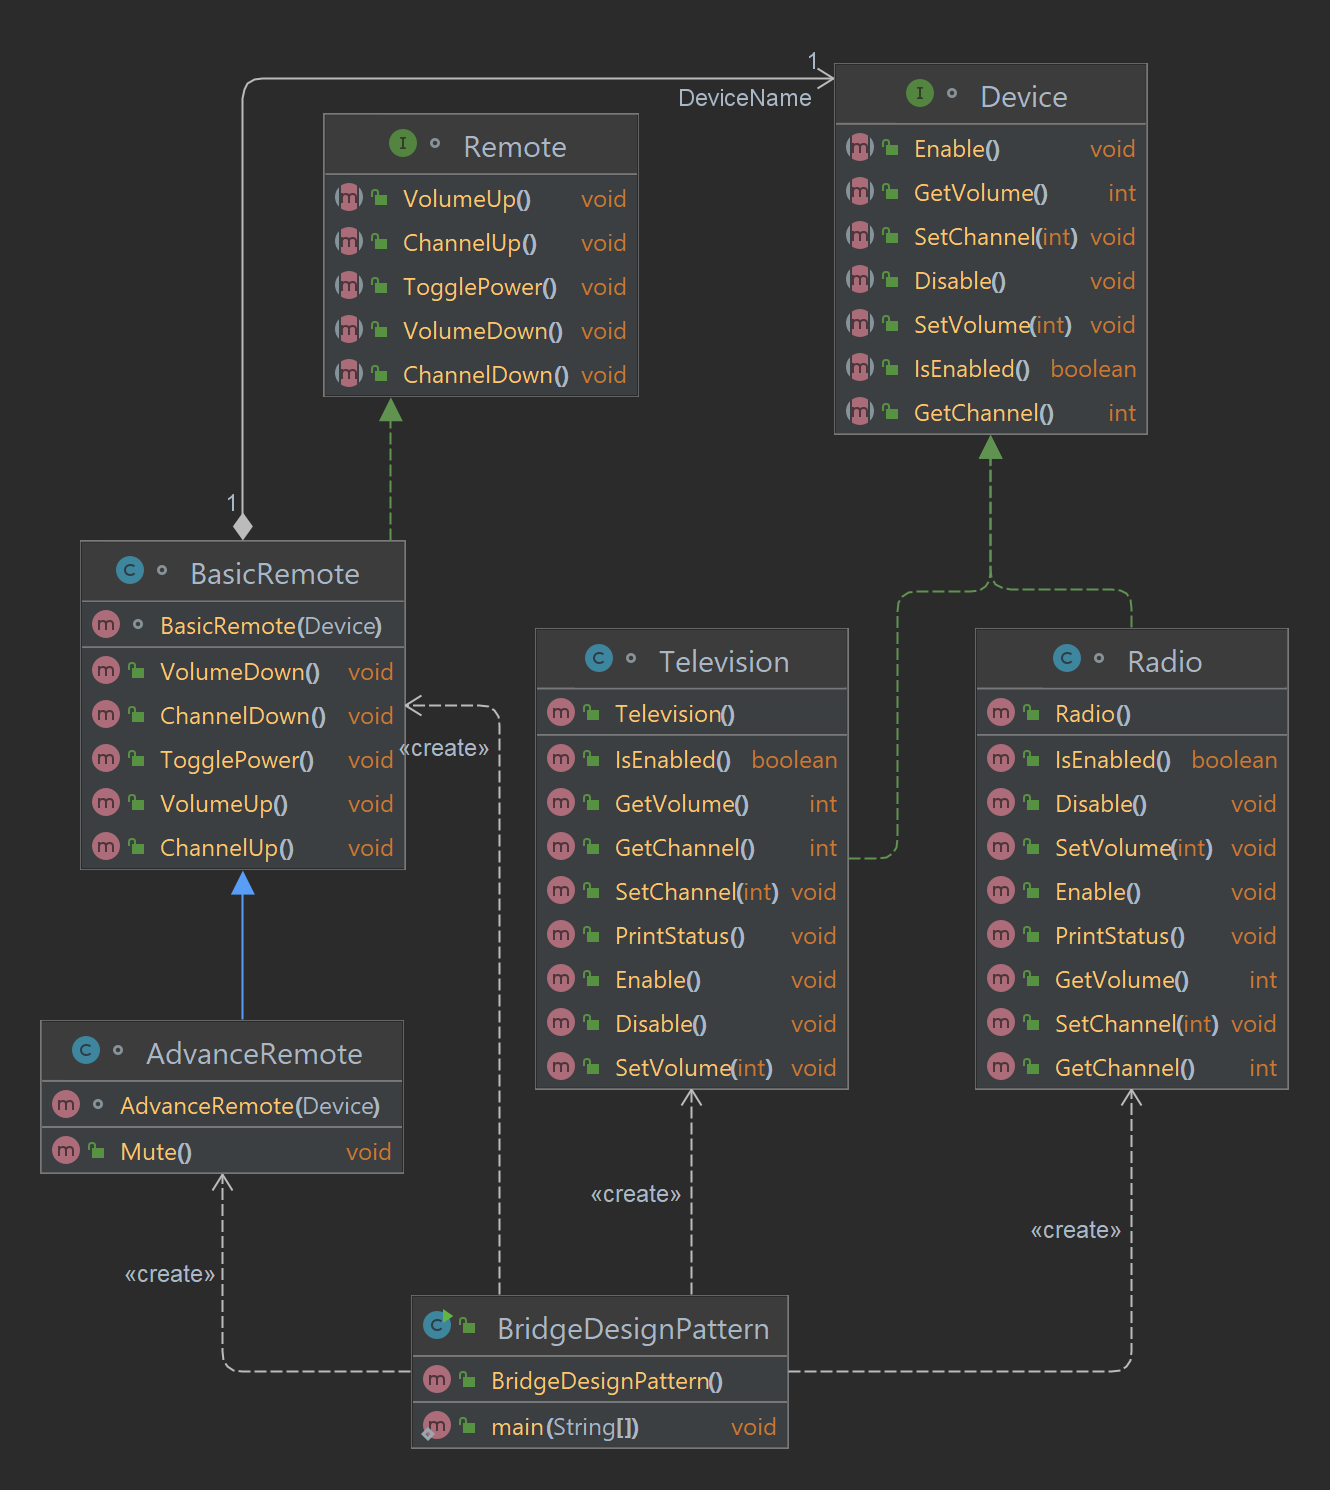 1
DeviceName
1
Remote
VolumeUp() void
ChannelUp() void
TogglePower() void
VolumeDown() void
ChannelDown() void
Device
Enable() void
GetVolume() int
SetChannel(int) void
Disable() void
SetVolume(int) void
IsEnabled() boolean
GetChannel() int
BasicRemote
BasicRemote(Device)
VolumeDown() void
ChannelDown() void
TogglePower() void
VolumeUp() void
ChannelUp() void
«create»
Television
Television()
IsEnabled() boolean
GetVolume() int
GetChannel() int
SetChannel(int) void
PrintStatus() void
Enable() void
Disable() void
SetVolume(int) void
Radio
Radio()
IsEnabled() boolean
Disable() void
SetVolume(int) void
Enable() void
PrintStatus() void
GetVolume() int
SetChannel(int) void
GetChannel() int
AdvanceRemote
AdvanceRemote(Device)
Mute() void
«create»
«create»
«create»
BridgeDesignPattern
BridgeDesignPattern()
main(String[]) void